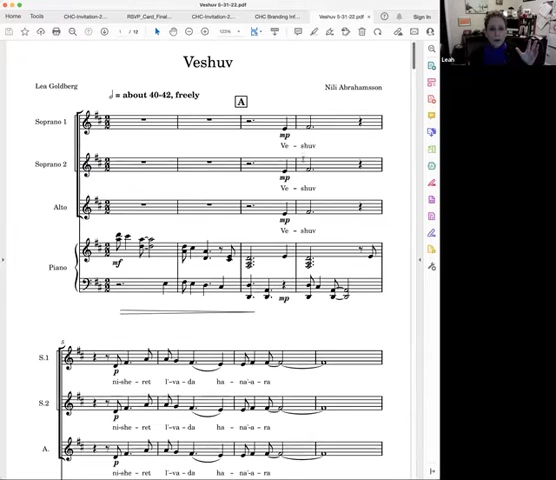 Veshuv 5-31-22.pdf
Home Tools CHC-Invitation-2... RSVP_Card_Final... CHC-Invitation-2... CHC Branding Inf... Veshuv 5-31-22.pdf × Sign In
1 / 12 123%
Veshuv
Lea Goldberg = about 40-42, freely Nili Abrahamsson
A
Soprano 1
mp
Ve - shuv
Soprano 2
mp
Ve - shuv
Alto
mp
Ve - shuv
Piano
mf
mp
5
S.1
p
ni-she - ret l'-va - da ha - na'-a - ra
S.2
p
ni-she - ret l'-va - da ha - na'-a - ra
A.
p
ni-she - ret l'-va - da ha - na'-a - ra
Leah